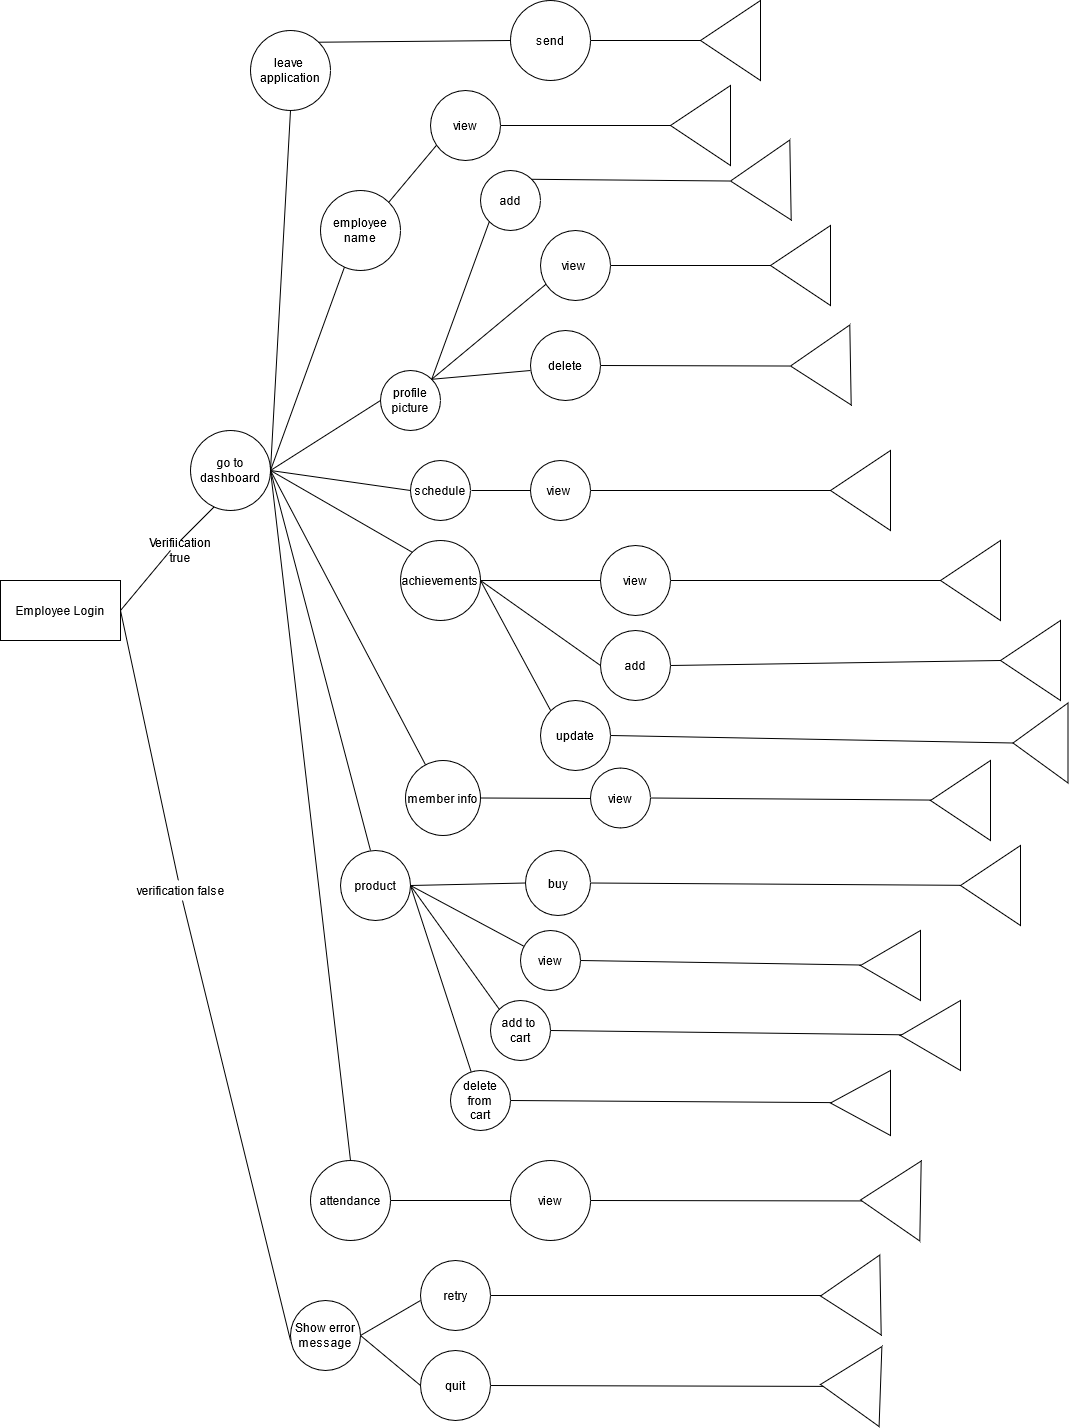 send
leave
application
view
add
employee
name
view
delete
profile
picture
go to
dashboard
schedule
view
Verifiication
true
achievements
view
Employee Login
add
update
member info
view
product
buy
verification false
view
add to
cart
delete
from
cart
attendance
view
retry
Show error
message
quit